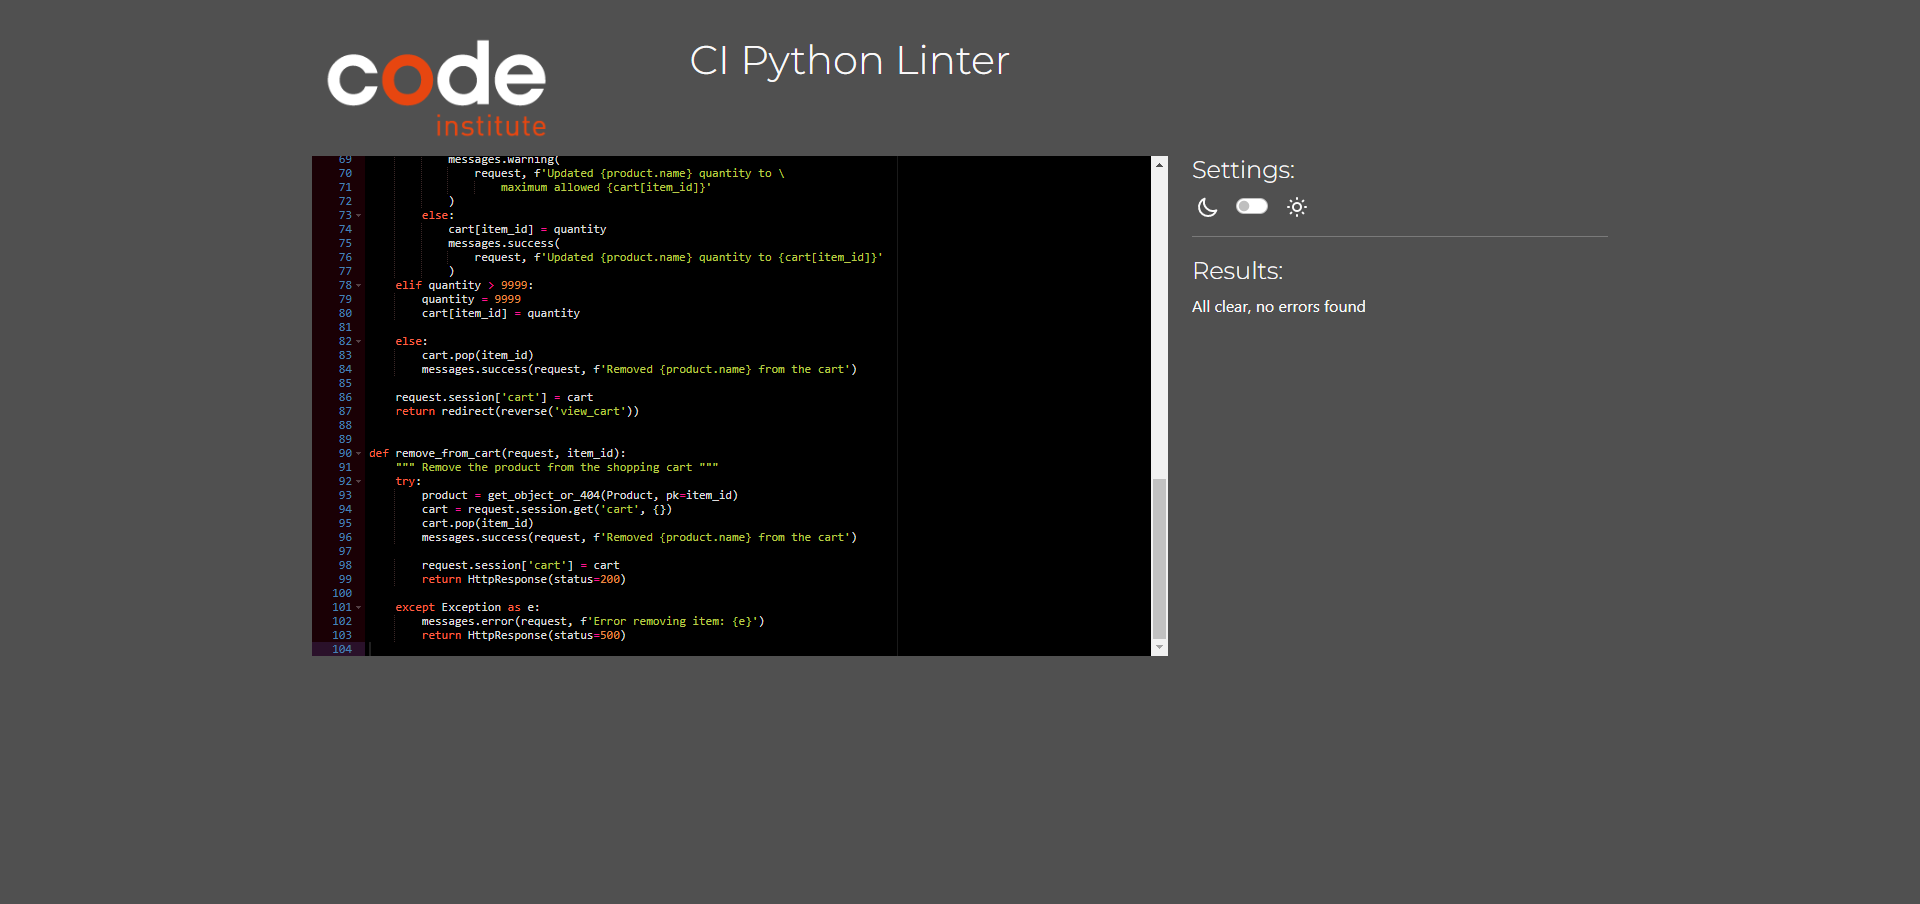 code
institute
CI Python Linter
69 messages.warning(
70 request, f'Updated {product.name} quantity to \
71 maximum allowed {cart[item_id]}'
72 )
73 else:
74 cart[item_id] = quantity
75 messages.success(
76 request, f'Updated {product.name} quantity to {cart[item_id]}'
77 )
78 elif quantity > 9999:
79 quantity = 9999
80 cart[item_id] = quantity
81
82 else:
83 cart.pop(item_id)
84 messages.success(request, f'Removed {product.name} from the cart')
85
86 request.session['cart'] = cart
87 return redirect(reverse('view_cart'))
88
89
90 def remove_from_cart(request, item_id):
91 """ Remove the product from the shopping cart """
92 try:
93 product = get_object_or_404(Product, pk=item_id)
94 cart = request.session.get('cart', {})
95 cart.pop(item_id)
96 messages.success(request, f'Removed {product.name} from the cart')
97
98 request.session['cart'] = cart
99 return HttpResponse(status=200)
100
101 except Exception as e:
102 messages.error(request, f'Error removing item: {e}')
103 return HttpResponse(status=500)
104
Settings:
Results:
All clear, no errors found